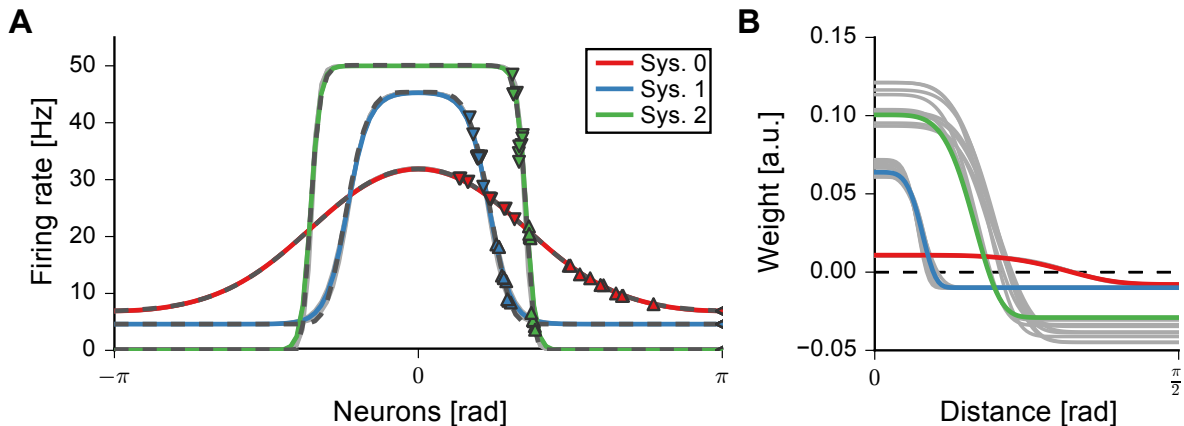 A
Firing rate [Hz]
50
40
30
20
10
0
−π
0
π
Neurons [rad]
Sys. 0
Sys. 1
Sys. 2
B
Weight [a.u.]
0.15
0.10
0.05
0.00
−0.05
0
π/2
Distance [rad]